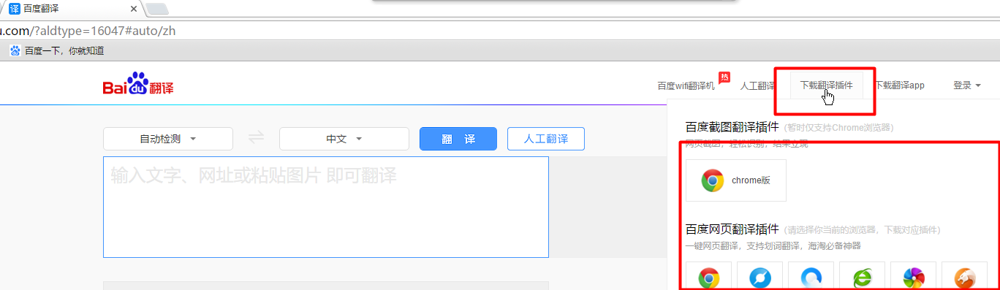 百度翻译
u.com/?aldtype=16047#auto/zh
百度一下，你就知道
Baidu翻译
百度wifi翻译机
热
人工翻译
下载翻译插件
下载翻译app
登录
自动检测
中文
翻 译
人工翻译
输入文字、网址或粘贴图片 即可翻译
百度截图翻译插件（暂时仅支持Chrome浏览器）
网页截图，轻松识别，结果立现
chrome版
百度网页翻译插件（请选择你当前的浏览器，下载对应插件）
一键网页翻译，支持划词翻译，海淘必备神器